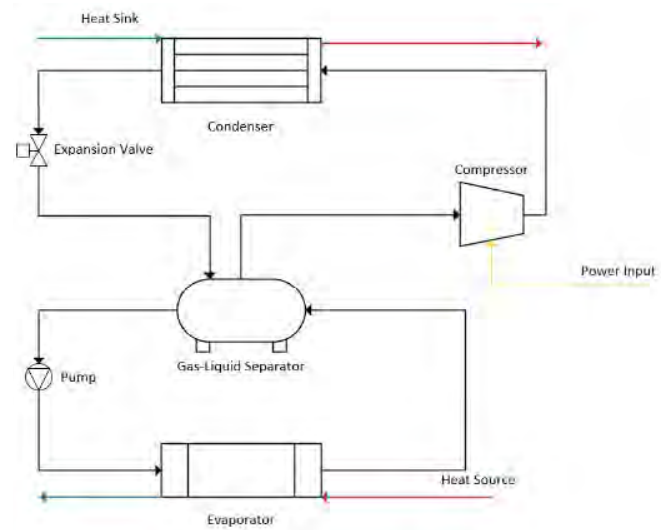 Heat Sink
Condenser
Expansion Valve
Compressor
Power Input
Gas-Liquid Separator
Pump
Heat Source
Evaporator